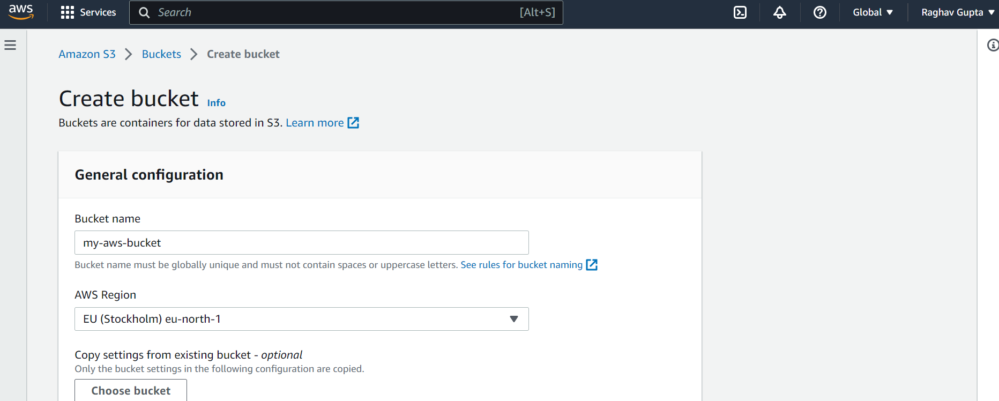 aws Services Search [Alt+S] Global Raghav Gupta
Amazon S3 Buckets Create bucket
Create bucket Info
Buckets are containers for data stored in S3. Learn more
General configuration
Bucket name
my-aws-bucket
Bucket name must be globally unique and must not contain spaces or uppercase letters. See rules for bucket naming
AWS Region
EU (Stockholm) eu-north-1
Copy settings from existing bucket - optional
Only the bucket settings in the following configuration are copied.
Choose bucket